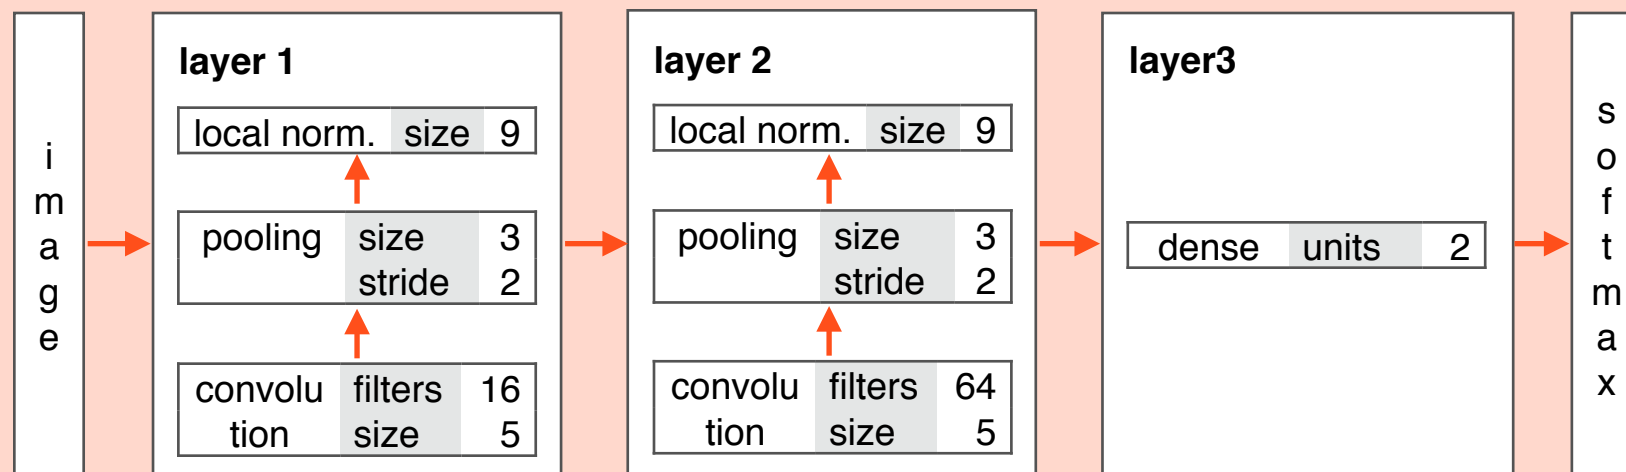 image
layer 1
local norm. size 9
pooling size 3
stride 2
convolu filters 16
tion size 5
layer 2
local norm. size 9
pooling size 3
stride 2
convolu filters 64
tion size 5
layer3
dense units 2
softmax